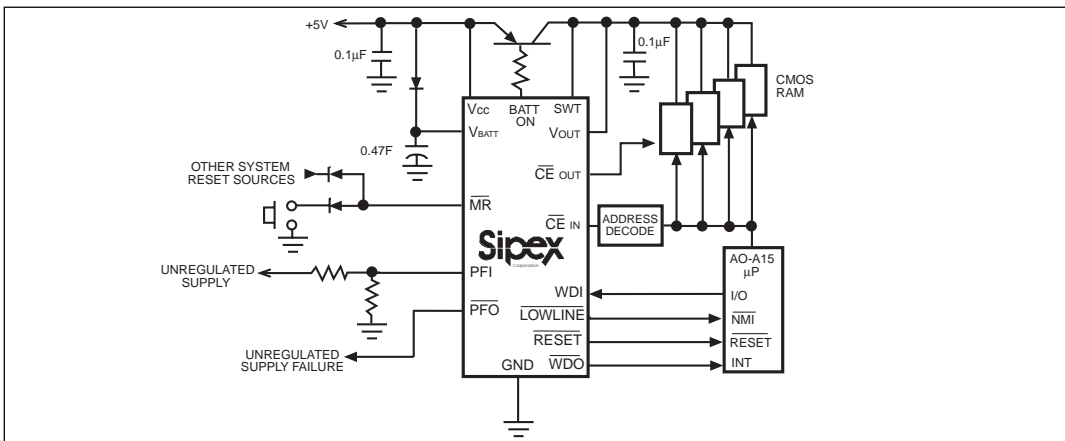 +5V
0.1µF
0.1µF
CMOS
RAM
Vcc
BATT
ON
SWT
VBATT
VOUT
0.47F
OTHER SYSTEM
RESET SOURCES
CE OUT
MR
CE IN
ADDRESS
DECODE
Sipex
Corporation
AO-A15
µP
UNREGULATED
SUPPLY
PFI
WDI
I/O
PFO
LOWLINE
NMI
RESET
RESET
UNREGULATED
SUPPLY FAILURE
GND
WDO
INT